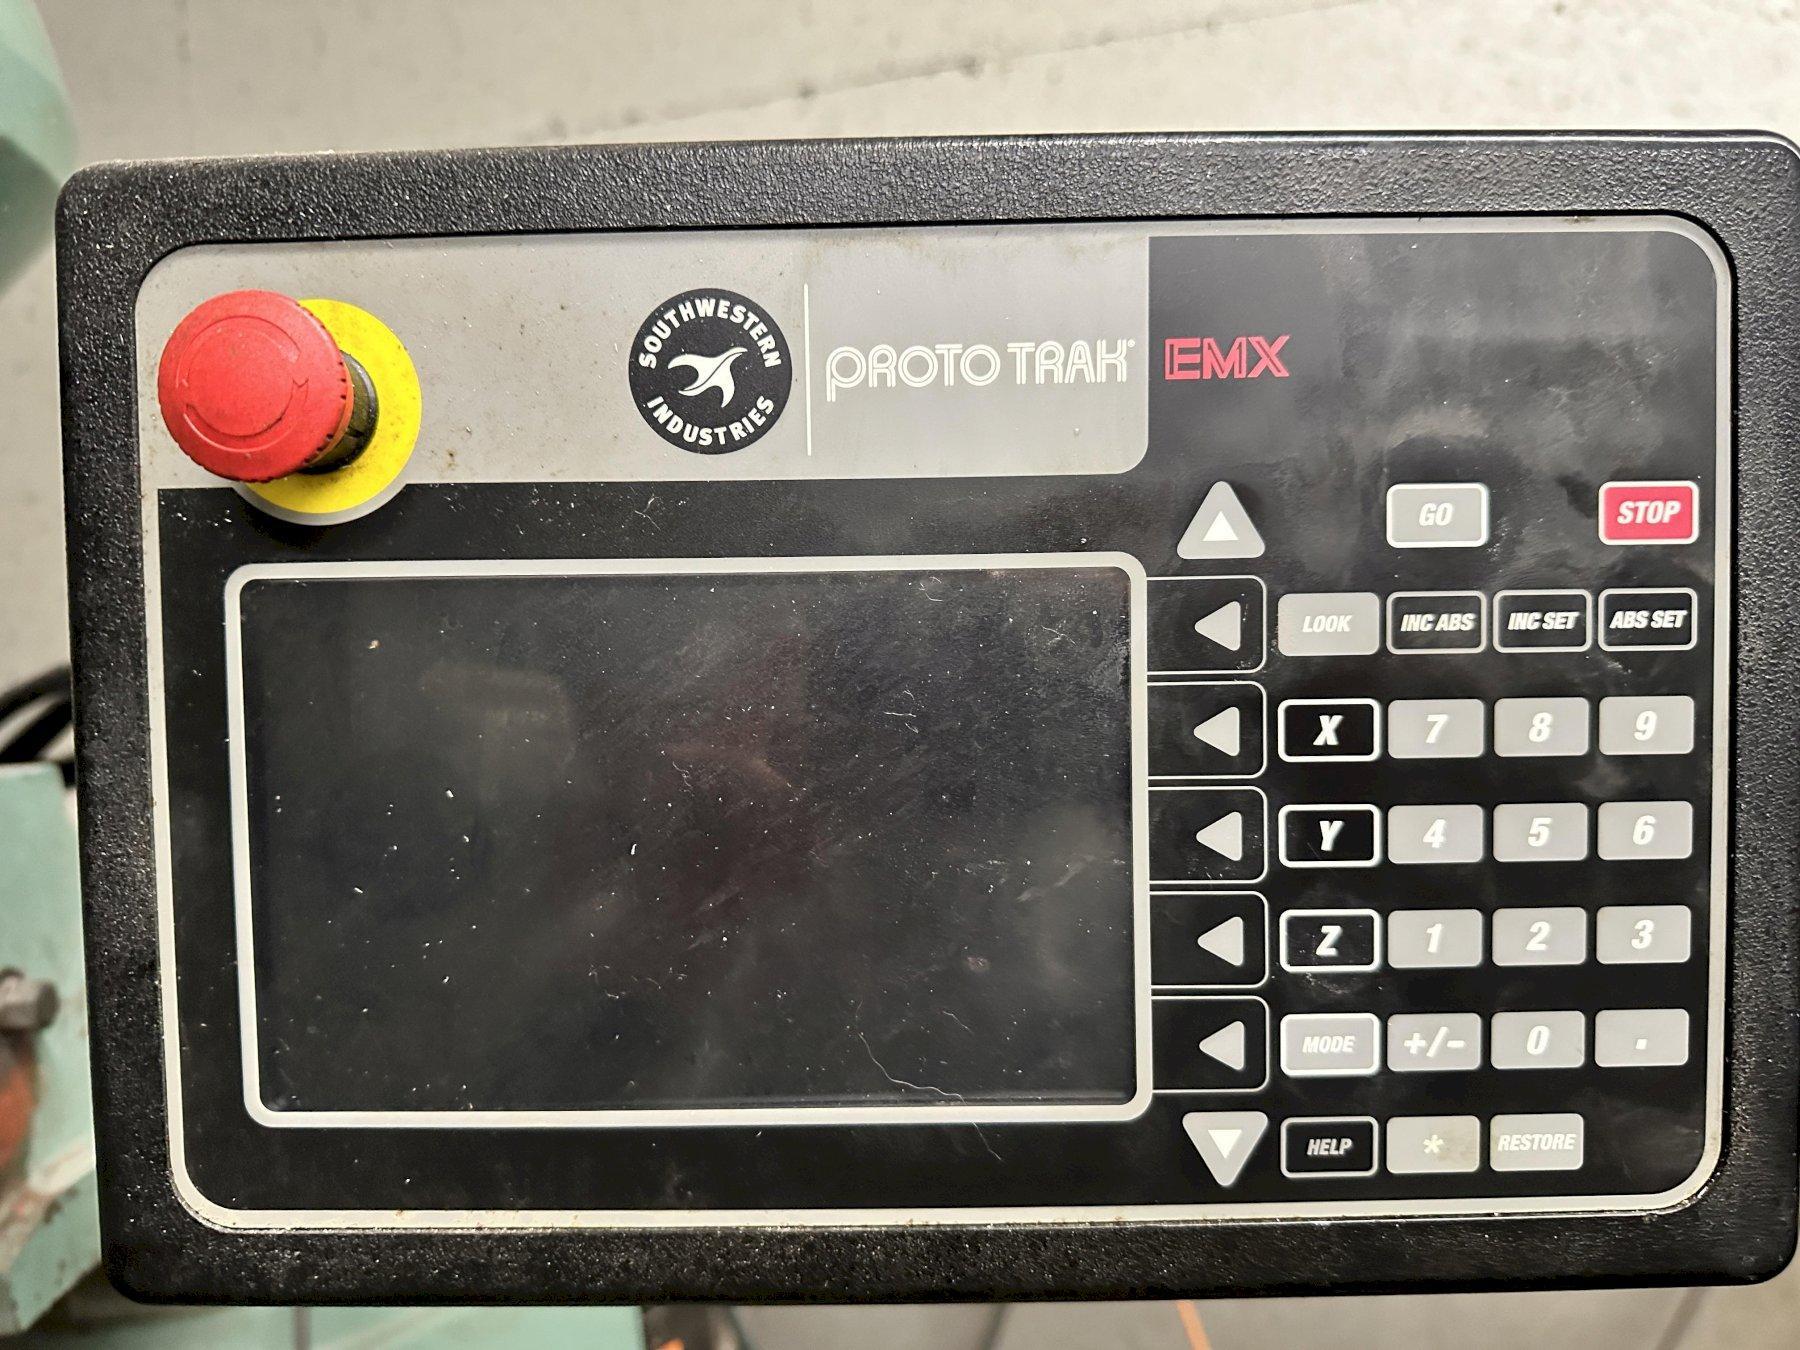 SOUTHWESTERN
INDUSTRIES
PROTO TRAK®
EMX
GO
STOP
LOOK
INC ABS
INC SET
ABS SET
X
7
8
9
Y
4
5
6
Z
1
2
3
MODE
+/-
0
.
HELP
*
RESTORE